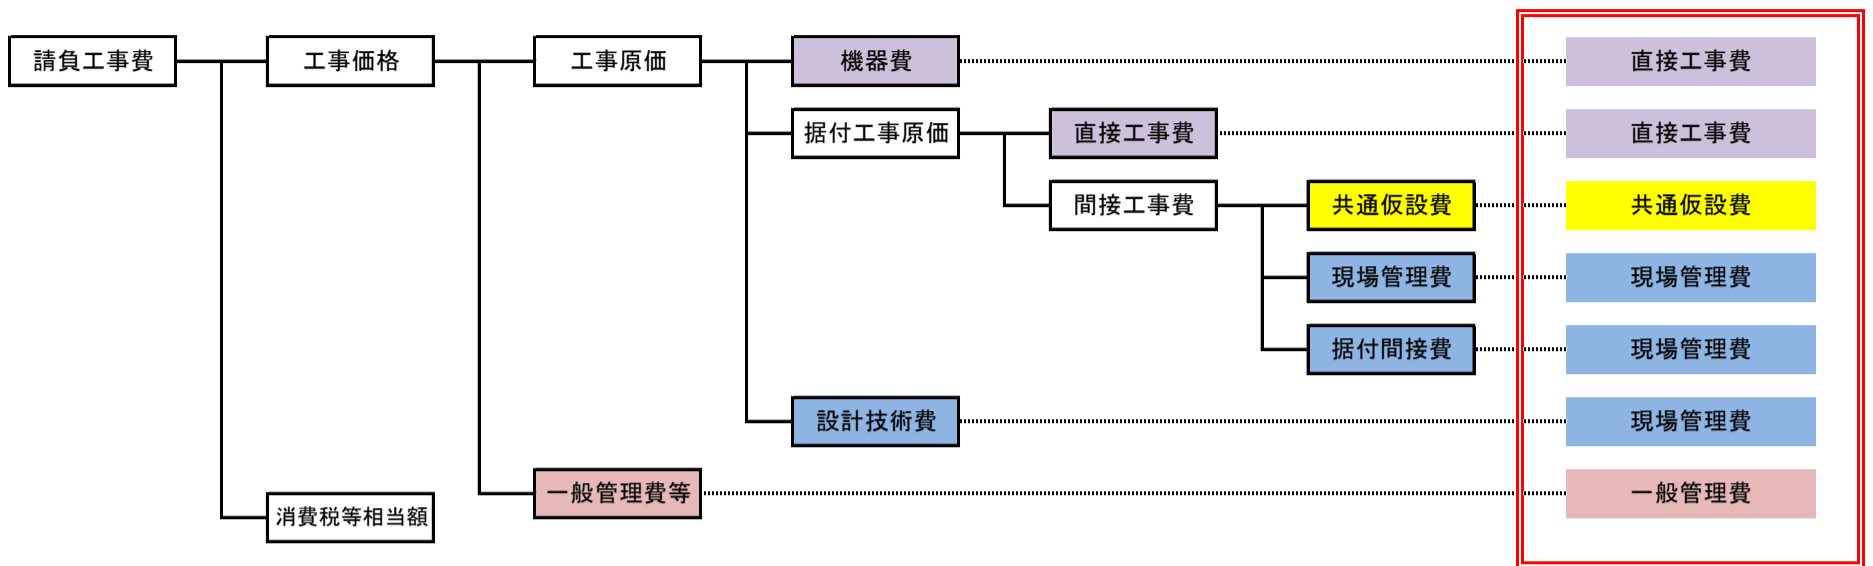 請負工事費
工事価格
工事原価
機器費
直接工事費
据付工事原価
直接工事費
直接工事費
間接工事費
共通仮設費
共通仮設費
現場管理費
現場管理費
据付間接費
現場管理費
設計技術費
現場管理費
一般管理費等
一般管理費
消費税等相当額